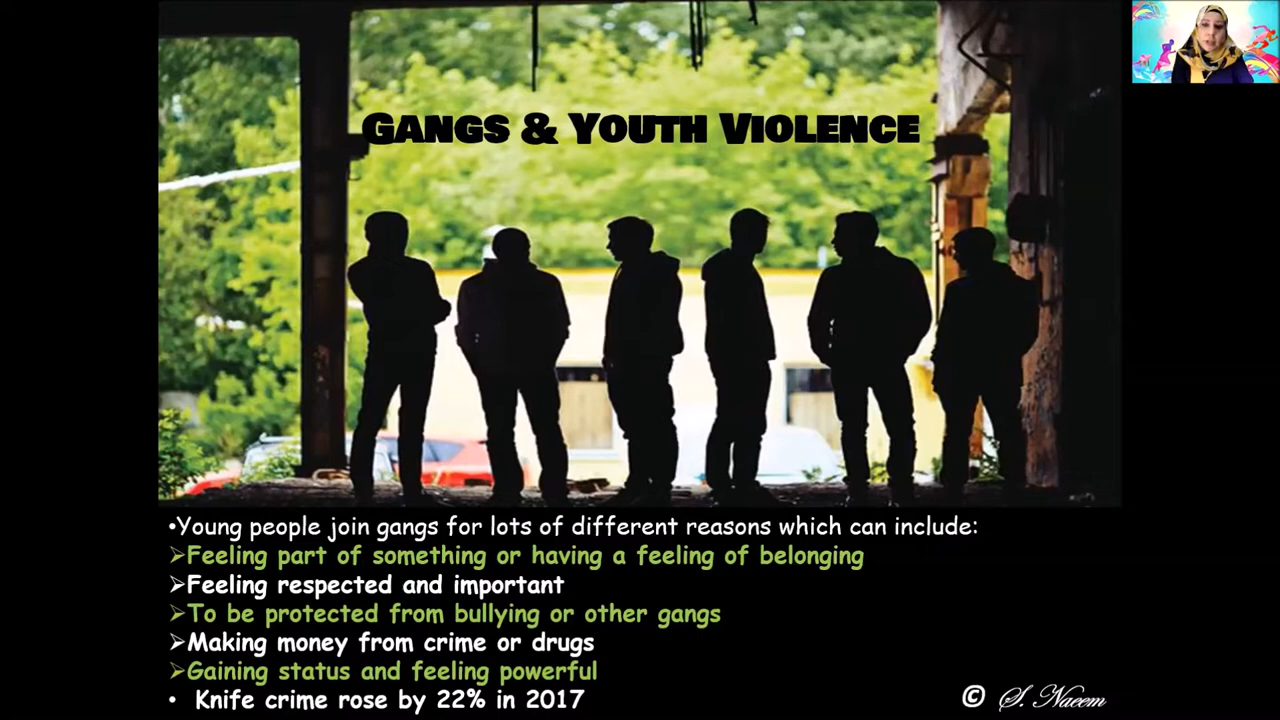 GANGS & YOUTH VIOLENCE
•Young people join gangs for lots of different reasons which can include:
➢Feeling part of something or having a feeling of belonging
➢Feeling respected and important
➢To be protected from bullying or other gangs
➢Making money from crime or drugs
➢Gaining status and feeling powerful
• Knife crime rose by 22% in 2017
© S. Naeem